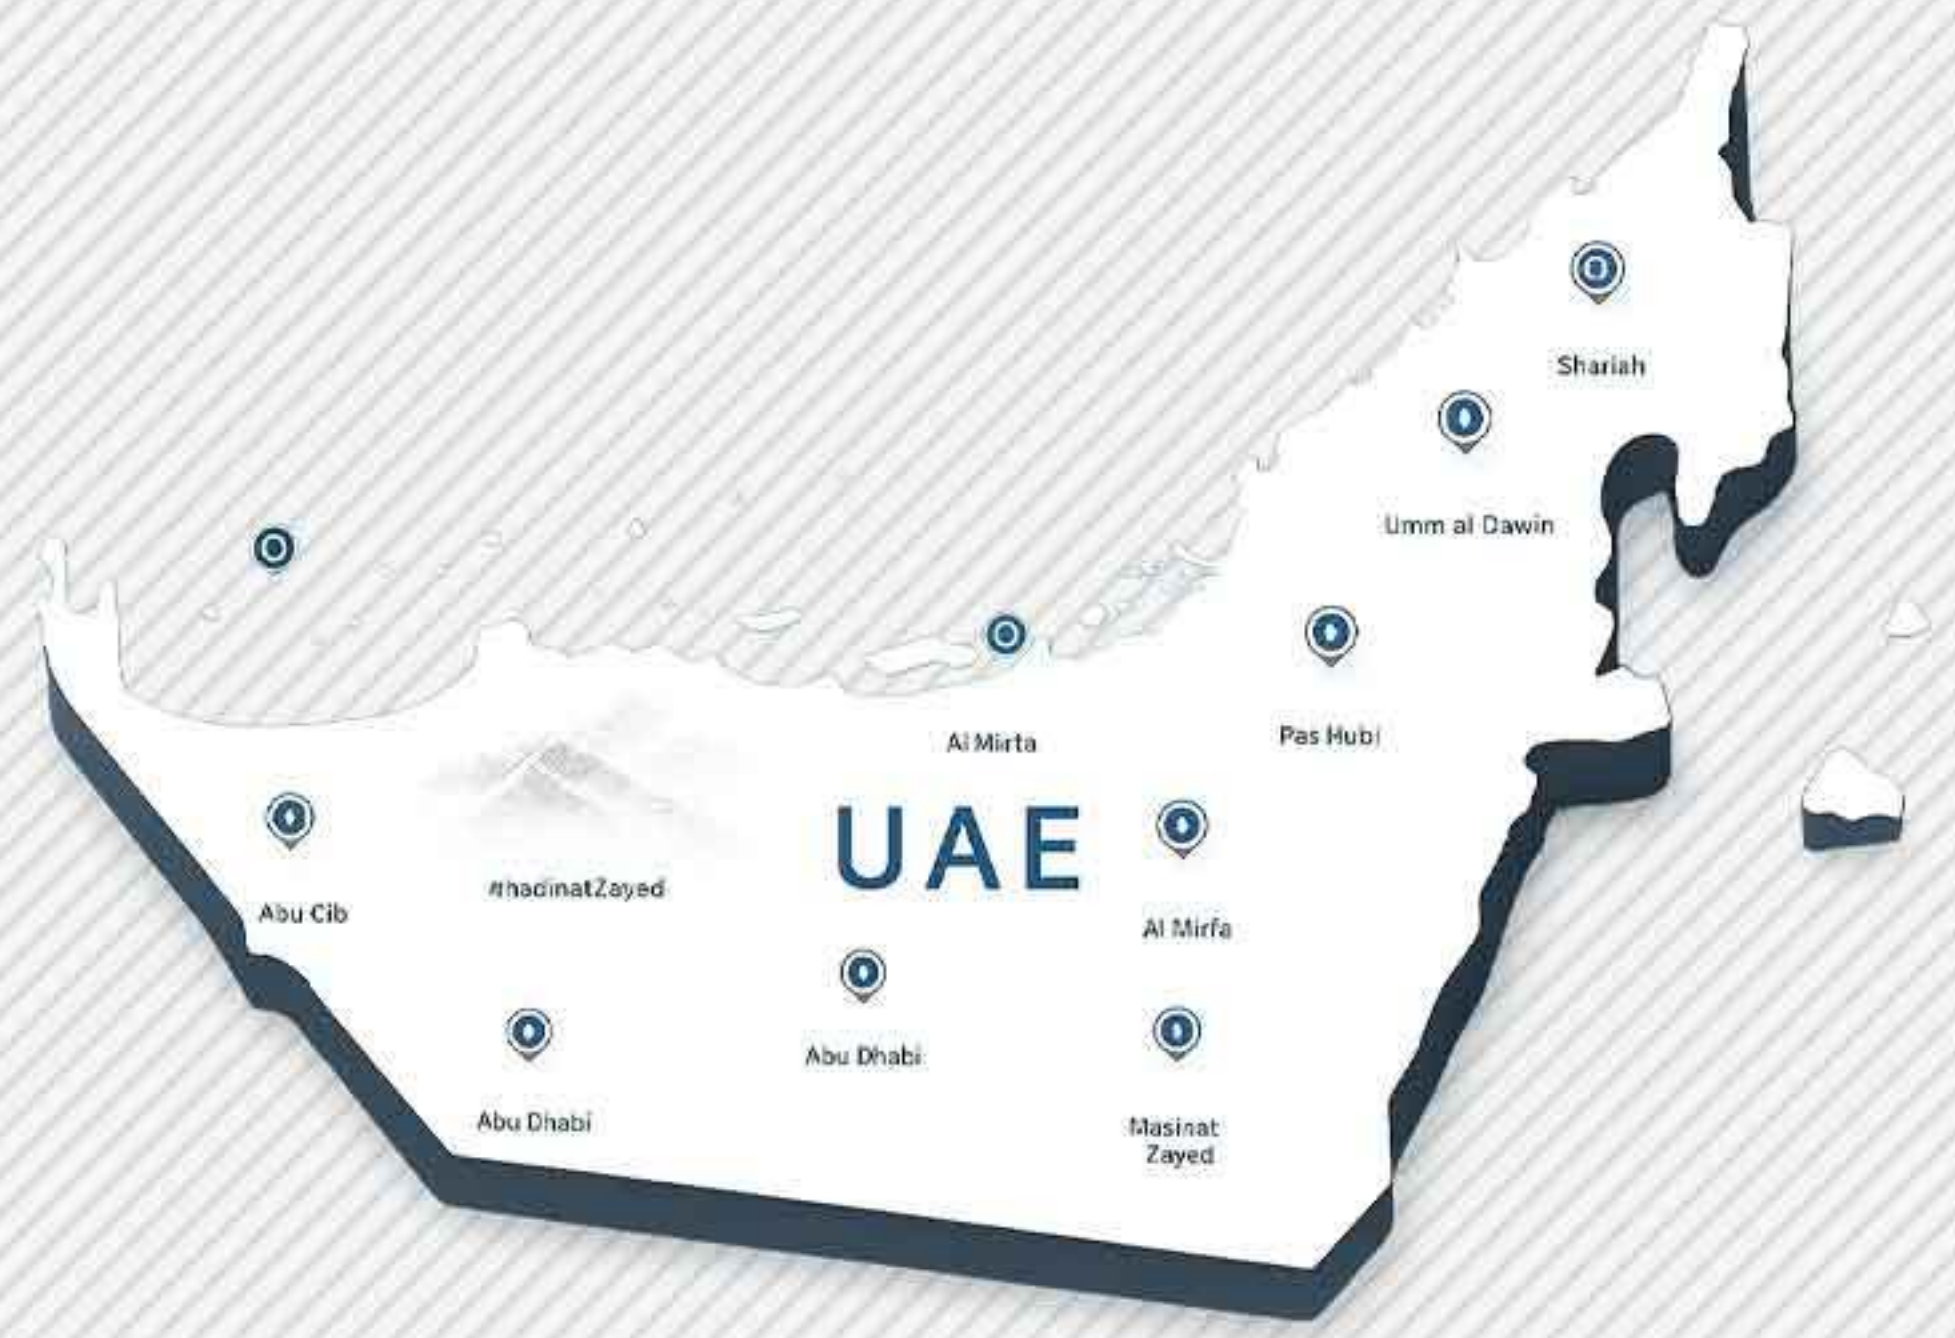 Shariah
Umm al Dawin
Pas Hubi
Al Mirta
UAE
Abu Cib
Al Mirfa
Abu Dhabi
Abu Dhabi
Masinat
Zayed